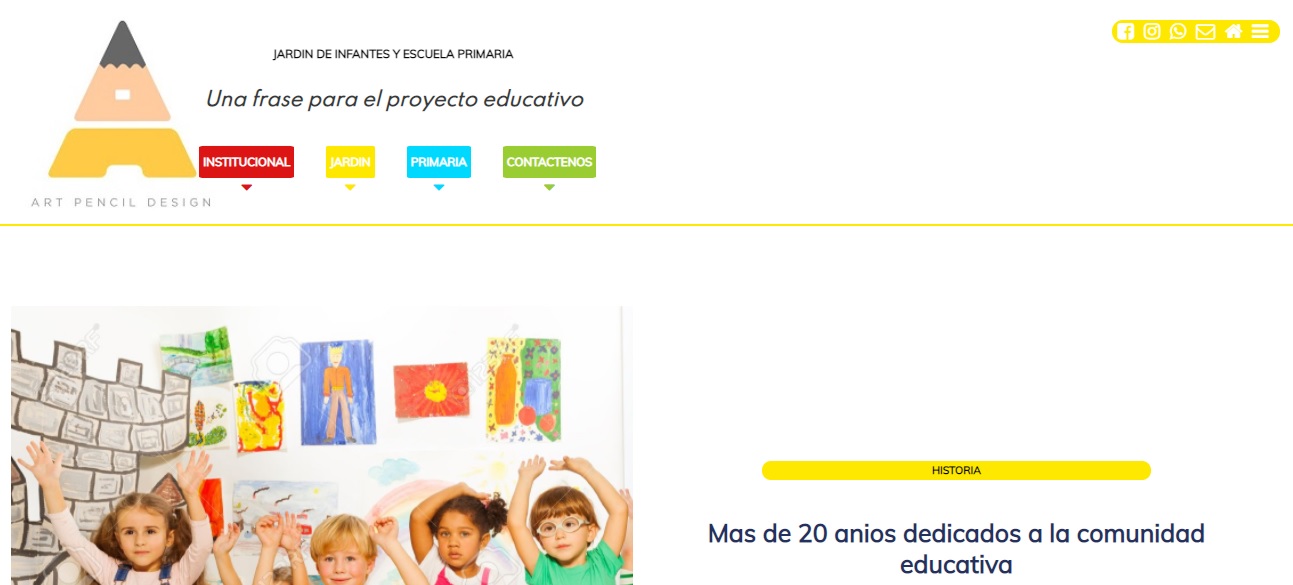 JARDIN DE INFANTES Y ESCUELA PRIMARIA
Una frase para el proyecto educativo
INSTITUCIONAL
JARDIN
PRIMARIA
CONTACTENOS
ART PENCIL DESIGN
HISTORIA
Mas de 20 anios dedicados a la comunidad
educativa